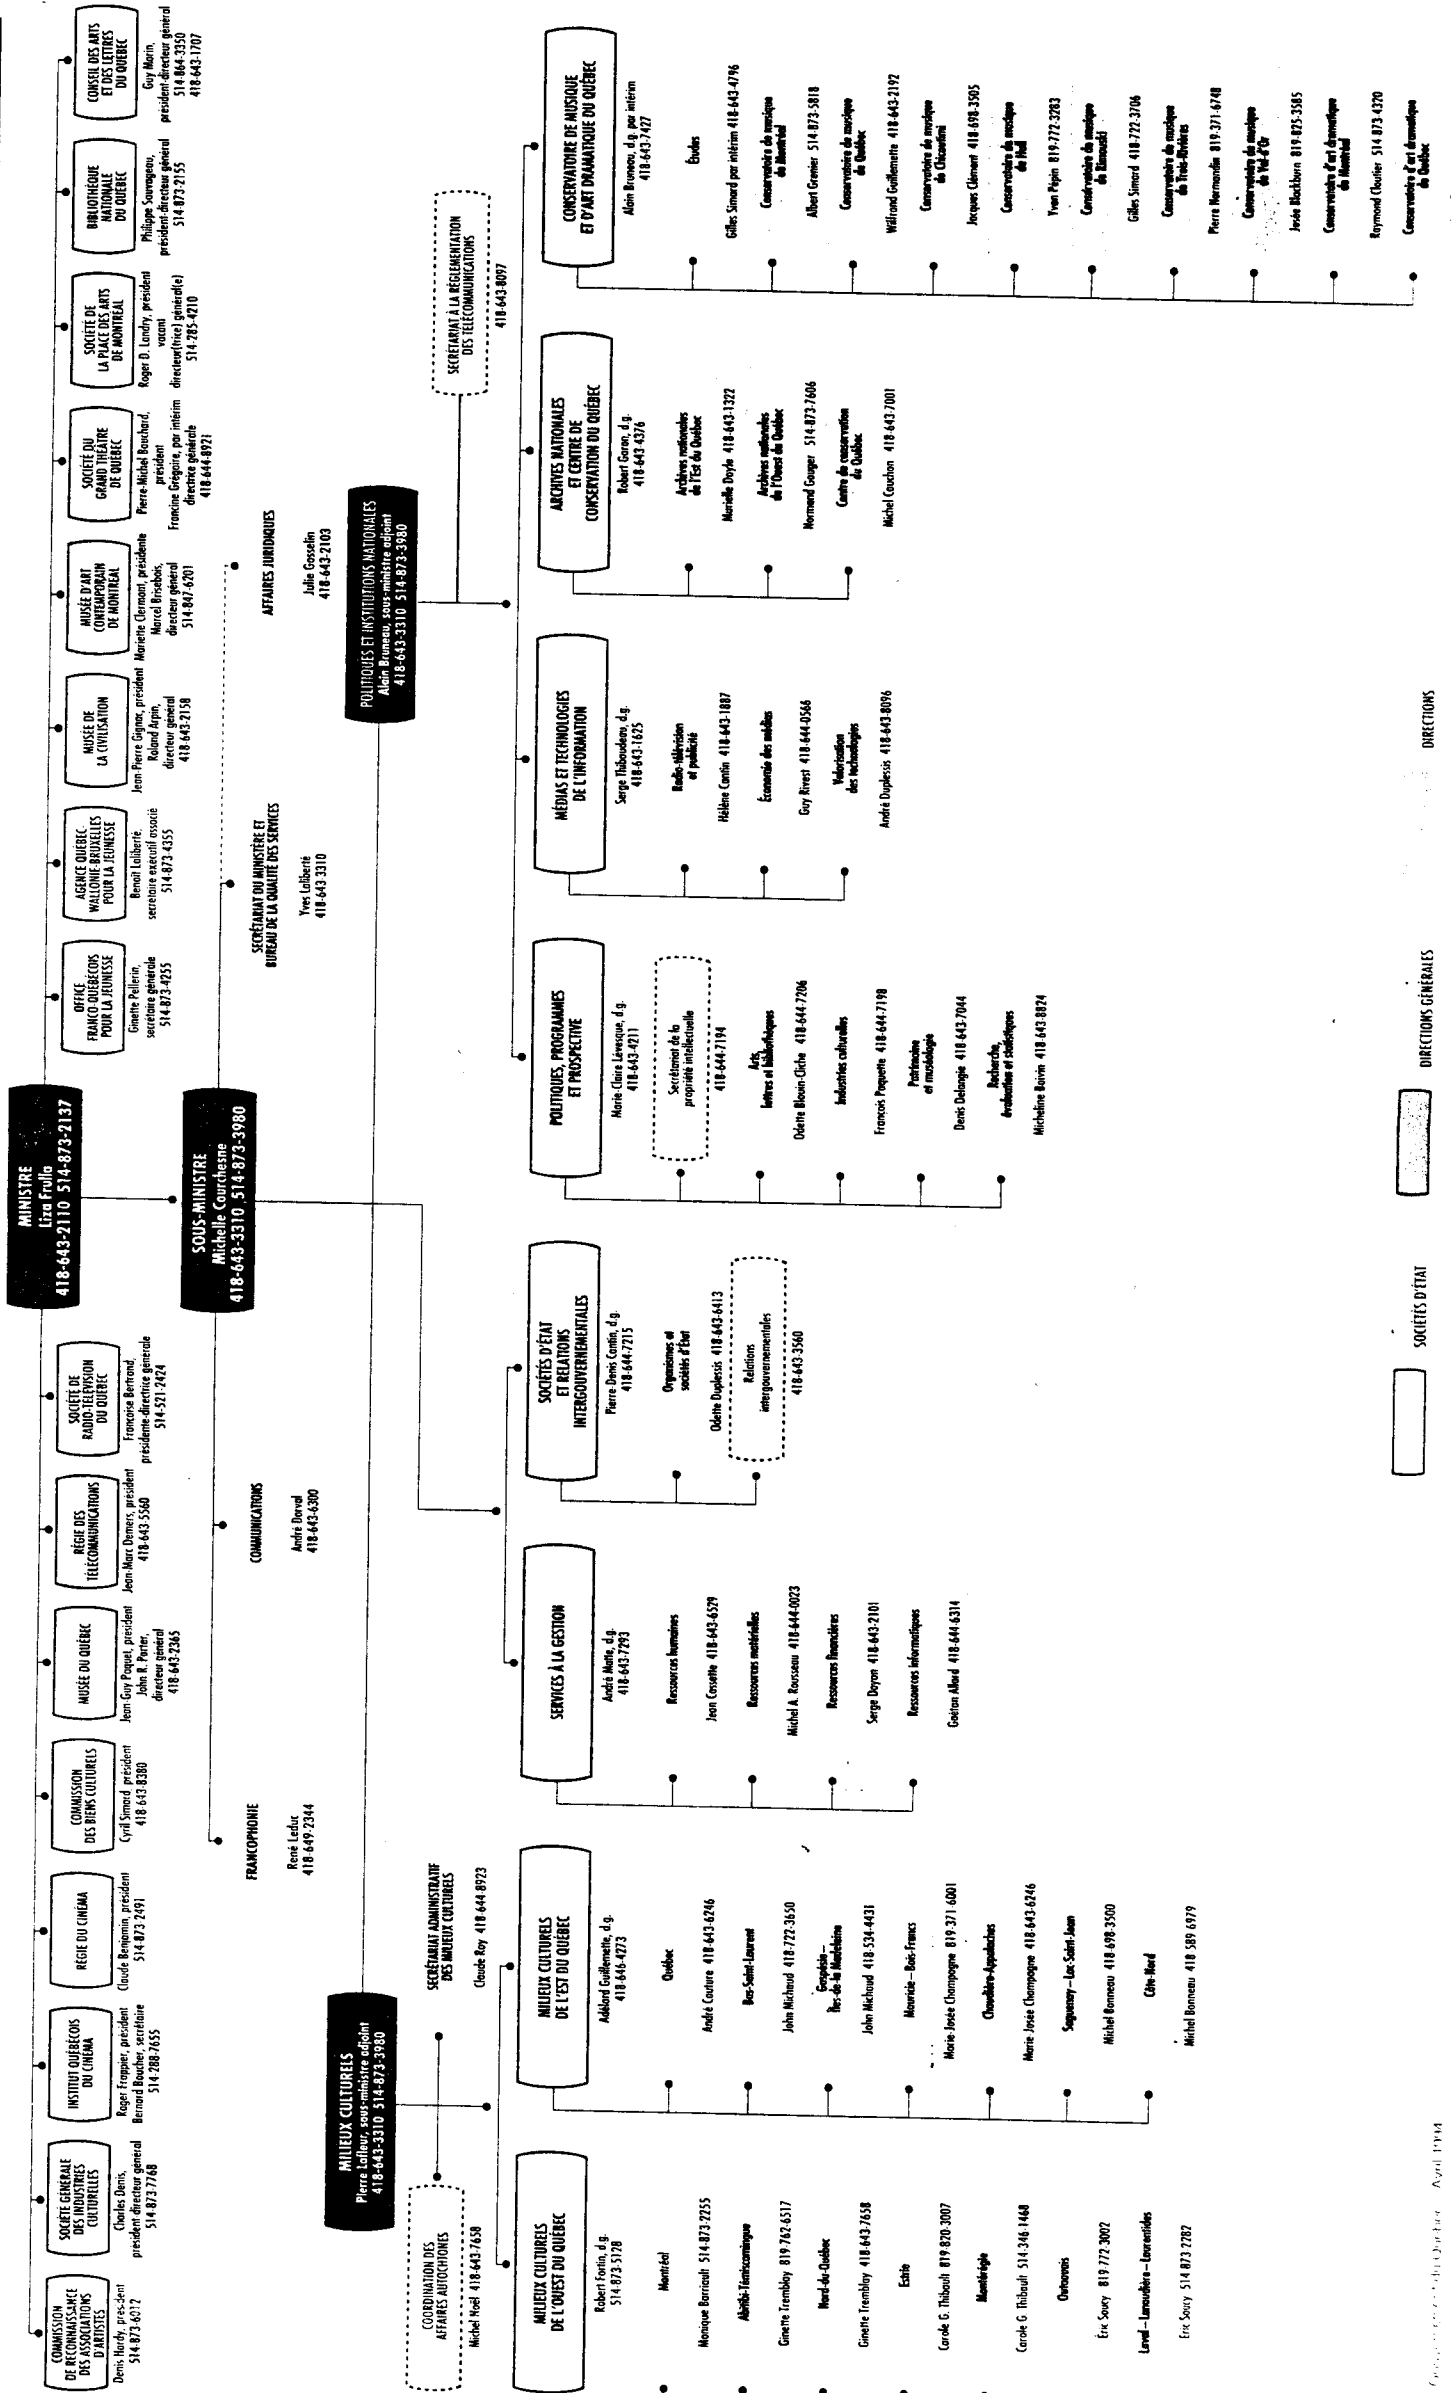 MINISTRE
Liza Frulla
418-643-2110 514-873-2137
COMMISSION
DE RECONNAISSANCE
DES ASSOCIATIONS
D'ARTISTES
Denis Hardy, president
514-873-6012
SOCIÉTÉ GÉNÉRALE
DES INDUSTRIES
CULTURELLES
Charles Denis,
président directeur général
514-873-7768
INSTITUT QUÉBÉCOIS
DU CINÉMA
Roger Frappier, président
Bernard Boucher, secrétaire
514-288-7655
RÉGIE DU CINÉMA
Claude Benjamin, président
514-873-2491
COMMISSION
DES BIENS CULTURELS
Cyril Simard, président
418-643-8380
MUSÉE DU QUÉBEC
Jean-Guy Paquet, président
John R. Porter,
directeur général
418-643-2365
RÉGIE DES
TÉLÉCOMMUNICATIONS
Jean-Marc Demers, président
418-643-5560
SOCIÉTÉ DE
RADIO-TÉLÉVISION
DU QUÉBEC
Françoise Bertrand,
présidente-directrice générale
514-521-2424
OFFICE
FRANCO-QUÉBÉCOIS
POUR LA JEUNESSE
Ginette Pellerin,
secrétaire générale
514-873-4255
AGENCE QUÉBEC-
WALLONIE-BRUXELLES
POUR LA JEUNESSE
Benoit Laliberté,
secrétaire exécutif associé
514-873-4355
MUSÉE DE
LA CIVILISATION
Jean-Pierre Gignac, président
Roland Arpin,
directeur général
418-643-2158
MUSÉE D'ART
CONTEMPORAIN
DE MONTRÉAL
Mariette Clermont, présidente
Marcel Brisebois,
directeur général
514-847-6201
SOCIÉTÉ DU
GRAND THÉÂTRE
DE QUÉBEC
Pierre-Michel Bouchard,
président
Francine Grégoire, par intérim
directrice générale
418-644-8921
SOCIÉTÉ DE
LA PLACE DES ARTS
DE MONTRÉAL
Roger D. Landry, président
vacant
directeur(trice) général(e)
514-285-4210
BIBLIOTHÈQUE
NATIONALE
DU QUÉBEC
Philippe Sauvageau,
président-directeur général
514-873-2155
CONSEIL DES ARTS
ET DES LETTRES
DU QUÉBEC
Guy Morin,
président-directeur général
514-864-3350
418-643-1707
SOUS-MINISTRE
Michelle Courchesne
418-643-3310 514-873-3980
FRANCOPHONIE
René Leduc
418-649-2344
COMMUNICATIONS
André Dorval
418-643-6300
SECRÉTARIAT DU MINISTÈRE ET
BUREAU DE LA QUALITÉ DES SERVICES
Yves Laliberté
418-643-3310
AFFAIRES JURIDIQUES
Julie Gosselin
418-643-2103
MILIEUX CULTURELS
Pierre Lafleur, sous-ministre adjoint
418-643-3310 514-873-3980
POLITIQUES ET INSTITUTIONS NATIONALES
Alain Bruneau, sous-ministre adjoint
418-643-3310 514-873-3980
COORDINATION DES
AFFAIRES AUTOCHTONES
Michel Noël 418-643-7658
SECRÉTARIAT ADMINISTRATIF
DES MILIEUX CULTURELS
Claude Roy 418-644-8923
SECRÉTARIAT À LA RÉGLEMENTATION
DES TÉLÉCOMMUNICATIONS
418-643-8097
MILIEUX CULTURELS
DE L'OUEST DU QUÉBEC
Robert Fortin, d.g.
514-873-5128
Montréal
Monique Barriault 514-873-2255
Abitibi-Témiscamingue
Ginette Tremblay 819-762-6517
Nord-du-Québec
Ginette Tremblay 418-643-7658
Estrie
Carole G. Thibault 819-820-3007
Montérégie
Carole G. Thibault 514-346-1468
Outaouais
Éric Soucy 819-772-3002
Laval – Lanaudière – Laurentides
Éric Soucy 514 873 2287
MILIEUX CULTURELS
DE L'EST DU QUÉBEC
Adélard Guillemette, d.g.
418-646-4273
Québec
André Couture 418-643-6246
Bas-Saint-Laurent
John Michaud 418-722-3650
Gaspésie –
Îles-de-la-Madeleine
John Michaud 418-534-4431
Mauricie – Bois-Francs
Marie-Josée Champagne 819-371-6001
Chaudière-Appalaches
Marie-Josée Champagne 418-643-6246
Saguenay – Lac-Saint-Jean
Michel Bonneau 418-698-3500
Côte-Nord
Michel Bonneau 418 589 6979
SERVICES À LA GESTION
André Matte, d.g.
418-643-7293
Ressources humaines
Jean Cossette 418-643-6529
Ressources matérielles
Michel A. Rousseau 418-644-0023
Ressources financières
Serge Doyon 418-643-2101
Ressources informatiques
Gaétan Allard 418-644-6314
SOCIÉTÉS D'ÉTAT
ET RELATIONS
INTERGOUVERNEMENTALES
Pierre-Denis Cantin, d.g.
418-644-7215
Organismes et
sociétés d'État
Odette Duplessis 418-643-6413
Relations
intergouvernementales
418-643-3560
POLITIQUES, PROGRAMMES
ET PROSPECTIVE
Marie-Claire Lévesque, d.g.
418-643-4211
Secrétariat de la
propriété intellectuelle
418-644-7194
Arts,
lettres et bibliothèques
Odette Blouin-Cliche 418-644-7206
Industries culturelles
François Paquette 418-644-7198
Patrimoine
et muséologie
Denis Delangie 418-643-7044
Recherche,
évaluation et statistiques
Micheline Boivin 418-643-8824
MÉDIAS ET TECHNOLOGIES
DE L'INFORMATION
Serge Thibaudeau, d.g.
418-643-1625
Radio-télévision
et publicité
Hélène Cantin 418-643-1887
Économie des médias
Guy Rivest 418-644-0566
Valorisation
des technologies
André Duplessis 418-643-8096
ARCHIVES NATIONALES
ET CENTRE DE
CONSERVATION DU QUÉBEC
Robert Garon, d.g.
418-643-4376
Archives nationales
de l'Est du Québec
Marielle Doyle 418-643-1322
Archives nationales
de l'Ouest du Québec
Normand Gouger 514-873-7606
Centre de conservation
du Québec
Michel Cauchon 418-643-7001
CONSERVATOIRE DE MUSIQUE
ET D'ART DRAMATIQUE DU QUÉBEC
Alain Bruneau, d.g. par intérim
418-643-7427
Études
Gilles Simard par intérim 418-643-4796
Conservatoire de musique
de Montréal
Albert Grenier 514-873-5818
Conservatoire de musique
de Québec
Wilfrand Guillemette 418-643-2192
Conservatoire de musique
de Chicoutimi
Jacques Clément 418-698-3505
Conservatoire de musique
de Hull
Yvan Pépin 819-772-3283
Conservatoire de musique
de Rimouski
Gilles Simard 418-722-3706
Conservatoire de musique
de Trois-Rivières
Pierre Normandin 819-371-6748
Conservatoire de musique
de Val-d'Or
Josée Blackburn 819-825-3585
Conservatoire d'art dramatique
de Montréal
Raymond Cloutier 514-873-4320
Conservatoire d'art dramatique
de Québec
SOCIÉTÉS D'ÉTAT
DIRECTIONS GÉNÉRALES
DIRECTIONS
Avril 1994